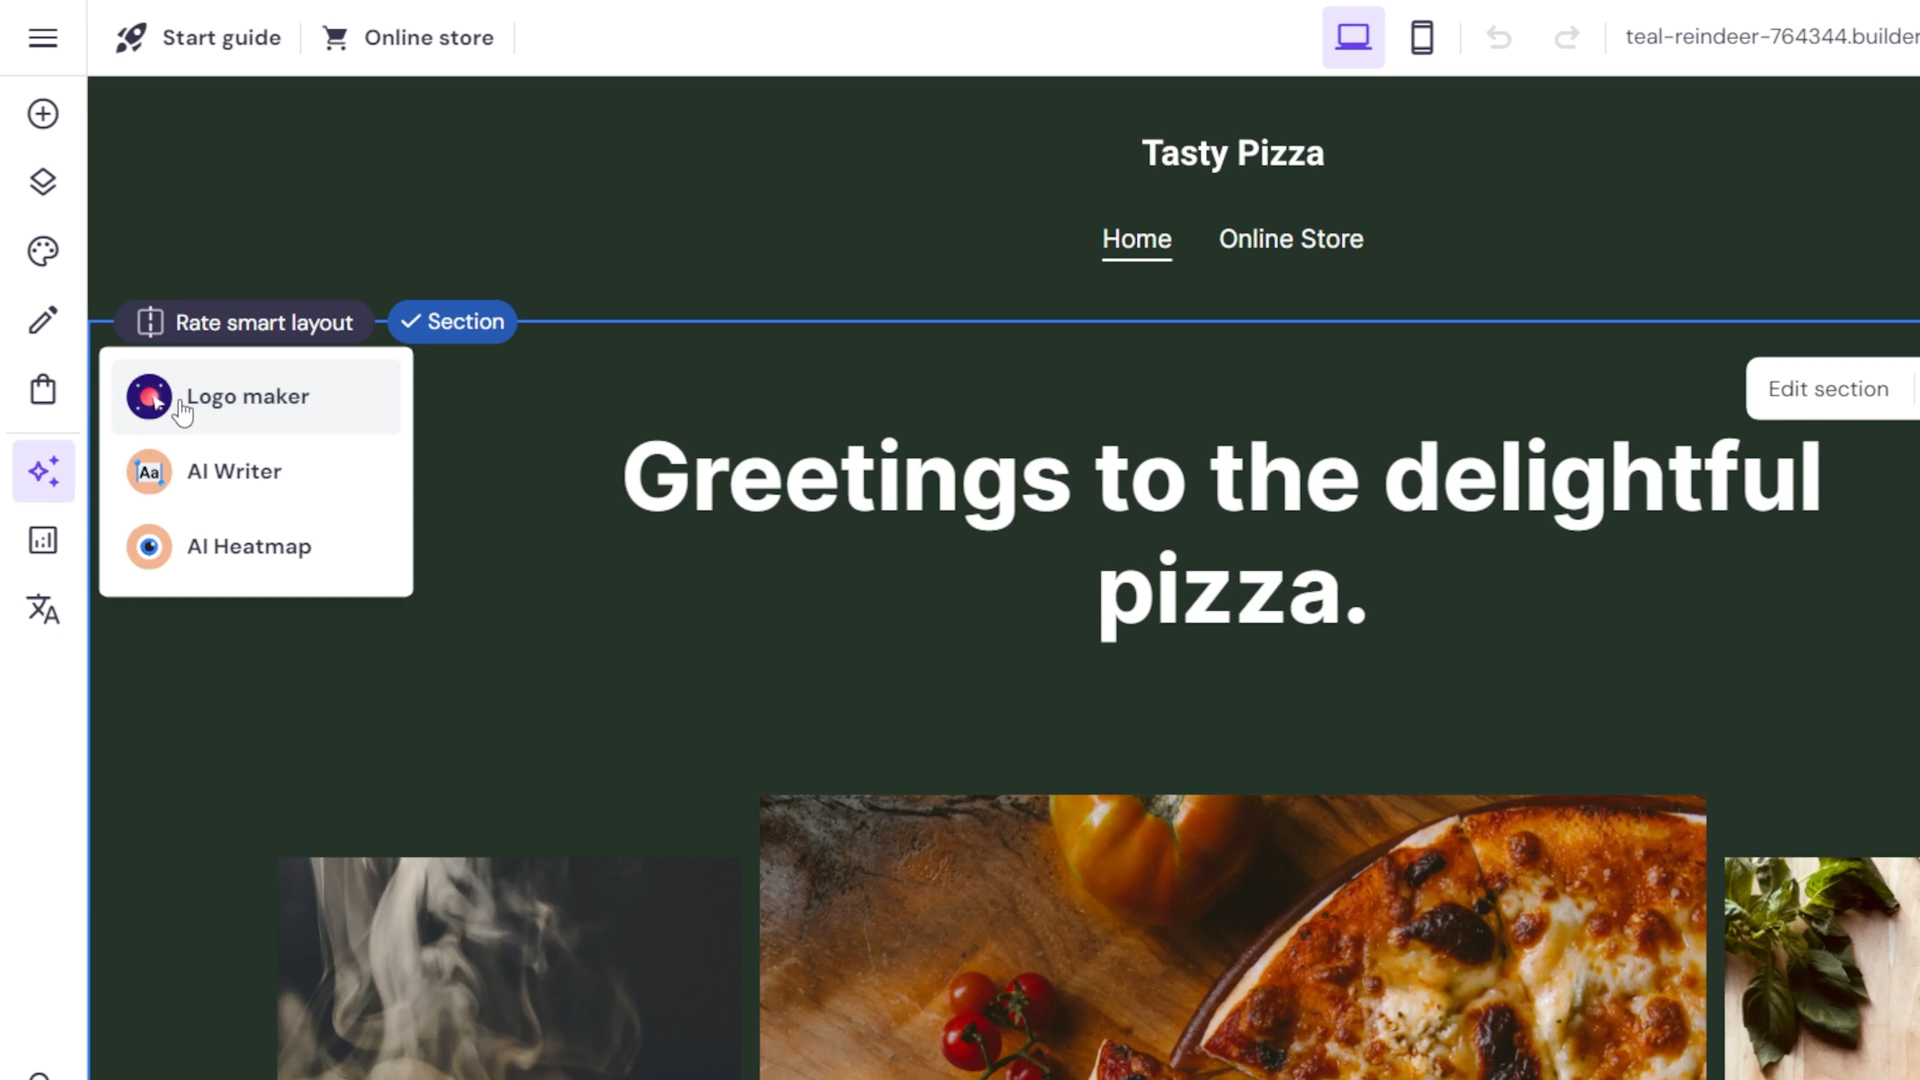 Start guide
Online store
teal-reindeer-764344.builder
Tasty Pizza
Home
Online Store
Rate smart layout
Section
Logo maker
Edit section
Aa
AI Writer
AI Heatmap
Greetings to the delightful
pizza.